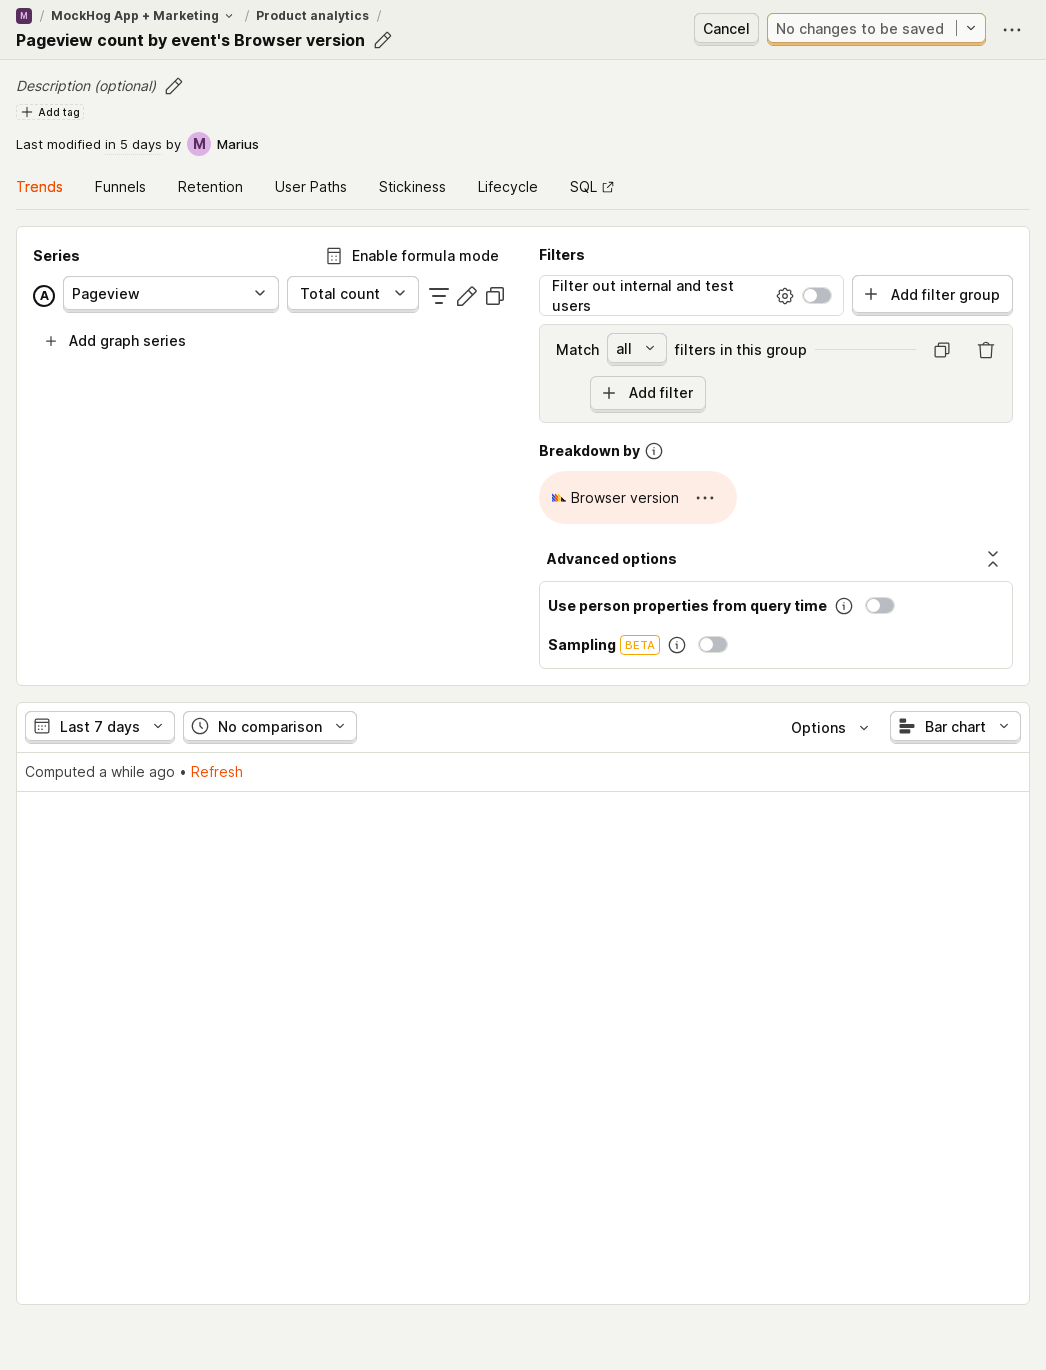 M / MockHog App + Marketing / Product analytics /
Pageview count by event's Browser version
Cancel
No changes to be saved
Description (optional)
Add tag
Last modified in 5 days by M Marius
Trends
Funnels
Retention
User Paths
Stickiness
Lifecycle
SQL
Series
Enable formula mode
A
Pageview
Total count
Add graph series
Filters
Filter out internal and test
users
Add filter group
Match all filters in this group
Add filter
Breakdown by
Browser version
Advanced options
Use person properties from query time
Sampling BETA
Last 7 days
No comparison
Options
Bar chart
Computed a while ago • Refresh